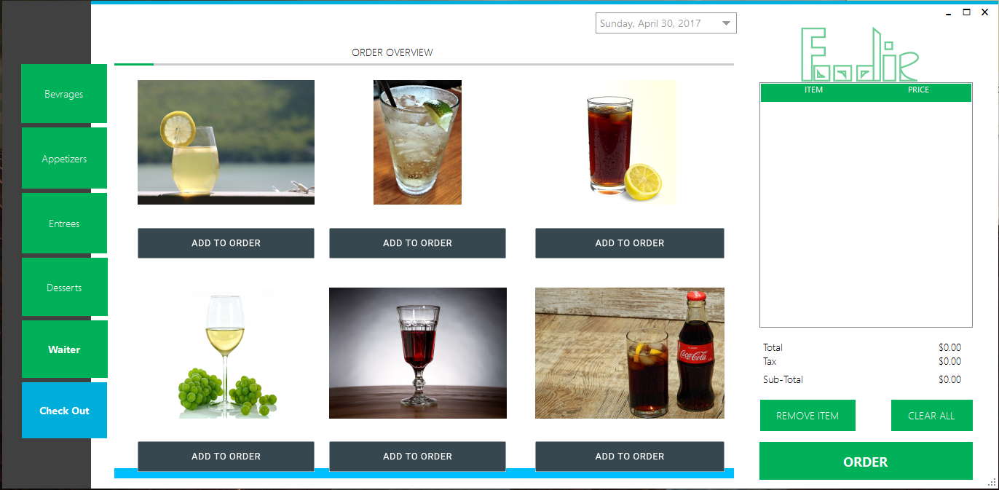 Sunday, April 30, 2017
Foodie
ORDER OVERVIEW
Bevrages
Appetizers
Entrees
Desserts
Waiter
Check Out
ADD TO ORDER
ADD TO ORDER
ADD TO ORDER
Coca-Cola
ADD TO ORDER
ADD TO ORDER
ADD TO ORDER
ITEM PRICE
Total $0.00
Tax $0.00
Sub-Total $0.00
REMOVE ITEM CLEAR ALL
ORDER